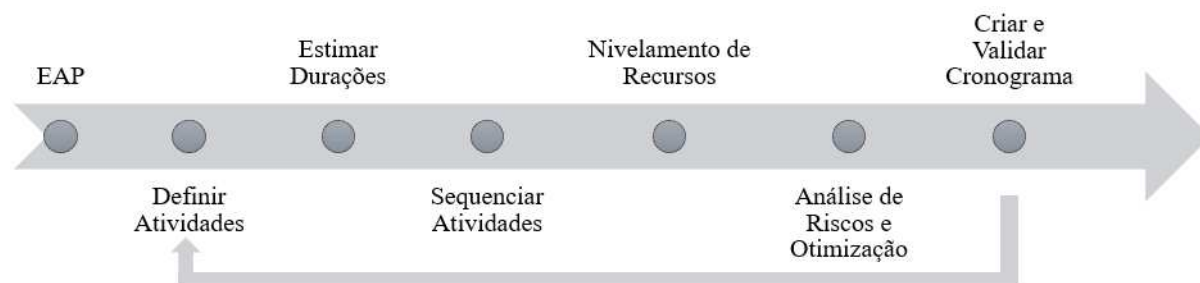 EAP
Definir
Atividades
Estimar
Durações
Sequenciar
Atividades
Nivelamento de
Recursos
Análise de
Riscos e
Otimização
Criar e
Validar
Cronograma